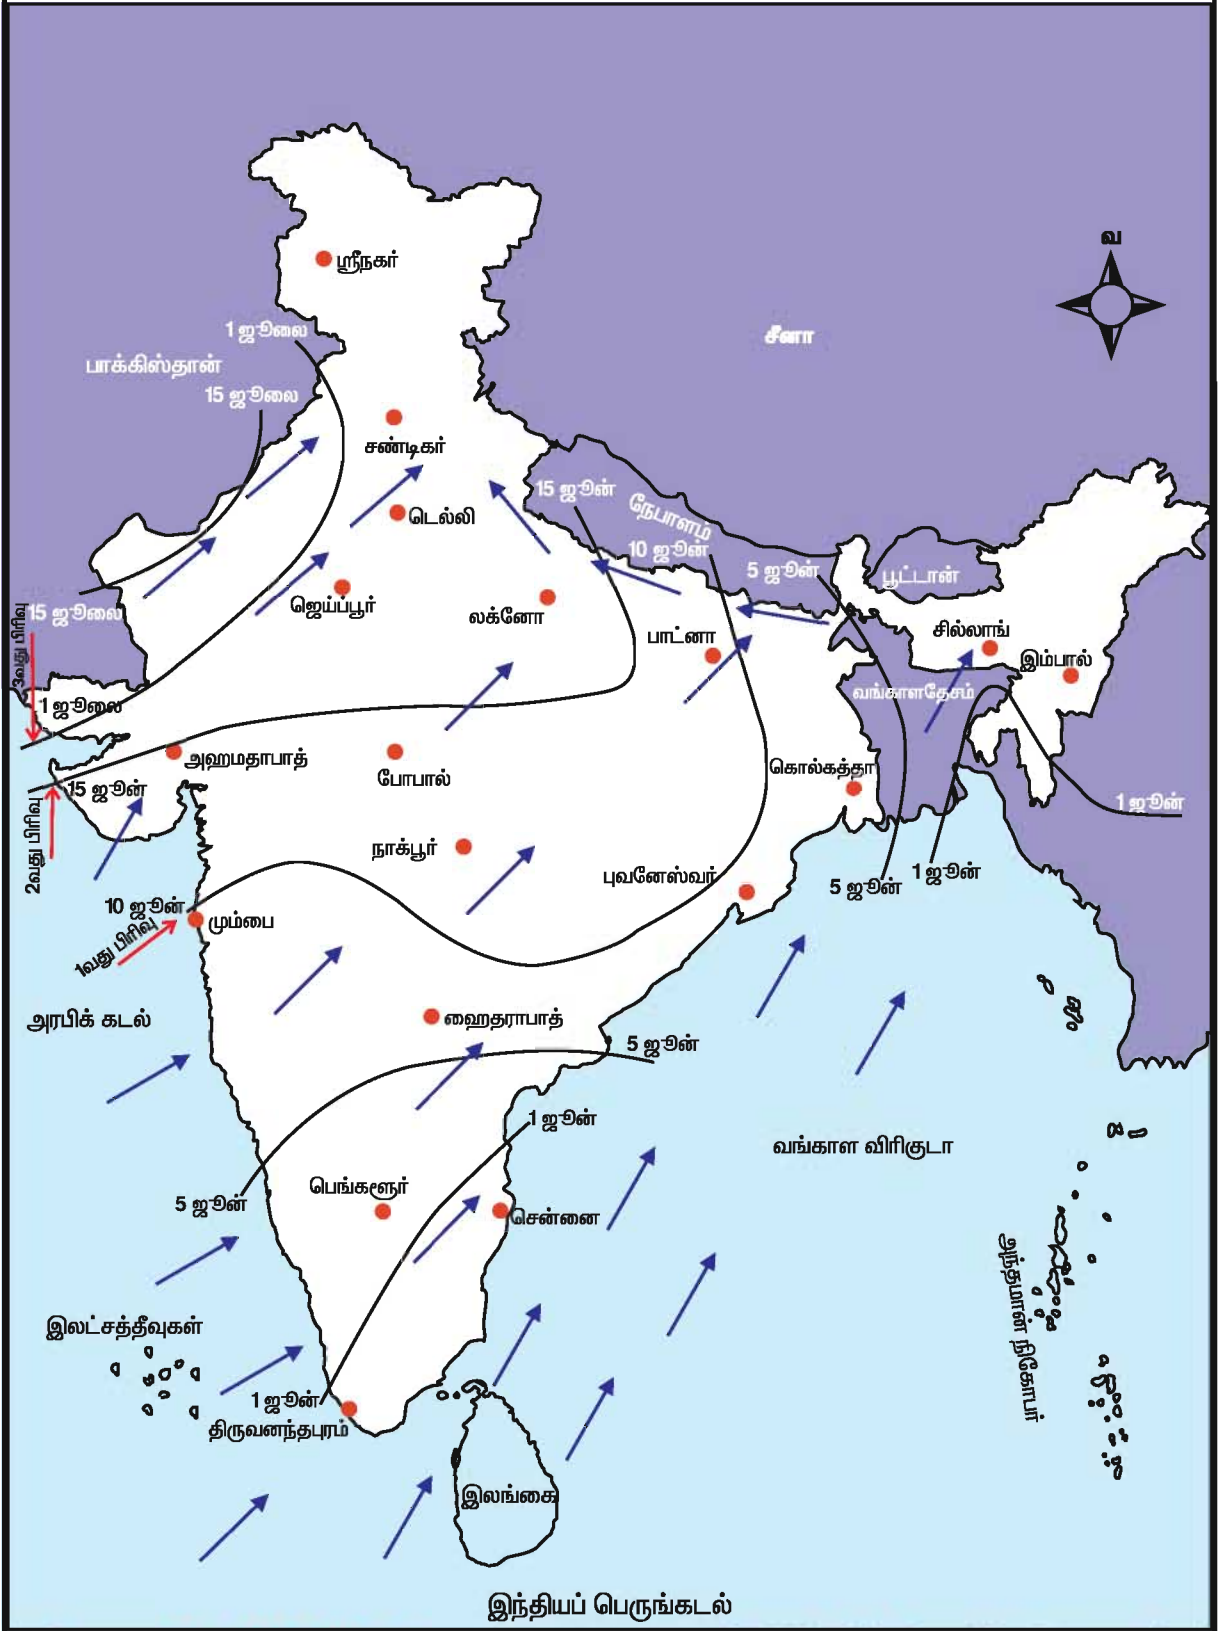 வ
ஸ்ரீநகர்
1 ஜூலை
சீனா
பாக்கிஸ்தான்
15 ஜூலை
சண்டிகர்
15 ஜூன்
நேபாளம்
டெல்லி
10 ஜூன்
5 ஜூன்
பூட்டான்
ஜெய்ப்பூர்
லக்னோ
15 ஜூலை
3வது பிரிவு
பாட்னா
சில்லாங்
இம்பால்
வங்காளதேசம்
1 ஜூலை
அஹமதாபாத்
போபால்
கொல்கத்தா
15 ஜூன்
2வது பிரிவு
1 ஜூன்
நாக்பூர்
புவனேஸ்வர்
5 ஜூன்
1 ஜூன்
10 ஜூன்
மும்பை
1வது பிரிவு
அரபிக் கடல்
ஹைதராபாத்
5 ஜூன்
1 ஜூன்
வங்காள விரிகுடா
பெங்களூர்
5 ஜூன்
சென்னை
அந்தமான் நிகோபர்
இலட்சத்தீவுகள்
1 ஜூன்
திருவனந்தபுரம்
இலங்கை
இந்தியப் பெருங்கடல்